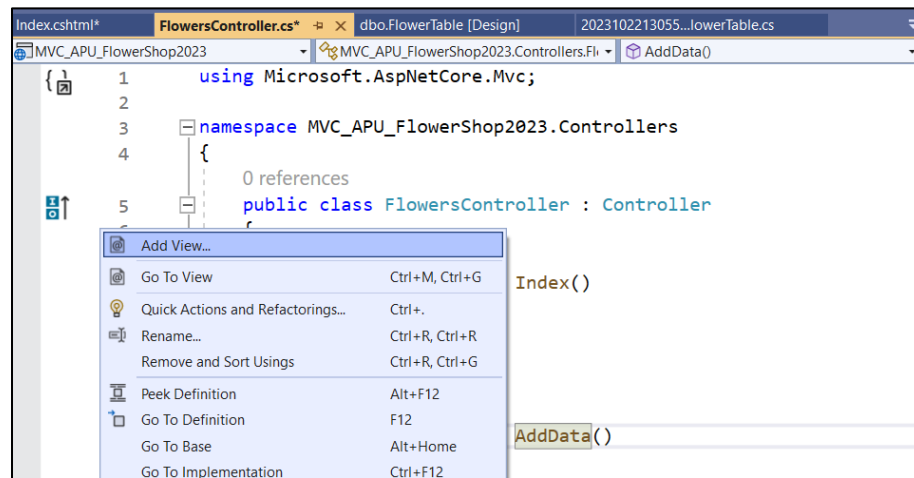 Index.cshtml* FlowersController.cs* dbo.FlowerTable [Design] 2023102213055...lowerTable.cs
MVC_APU_FlowerShop2023 MVC_APU_FlowerShop2023.Controllers.Fl AddData()
1 using Microsoft.AspNetCore.Mvc;
2
3 namespace MVC_APU_FlowerShop2023.Controllers
4 {
0 references
5 public class FlowersController : Controller
{
Add View...
Go To View Ctrl+M, Ctrl+G Index()
Quick Actions and Refactorings... Ctrl+.
Rename... Ctrl+R, Ctrl+R
Remove and Sort Usings Ctrl+R, Ctrl+G
Peek Definition Alt+F12
Go To Definition F12
AddData()
Go To Base Alt+Home
Go To Implementation Ctrl+F12